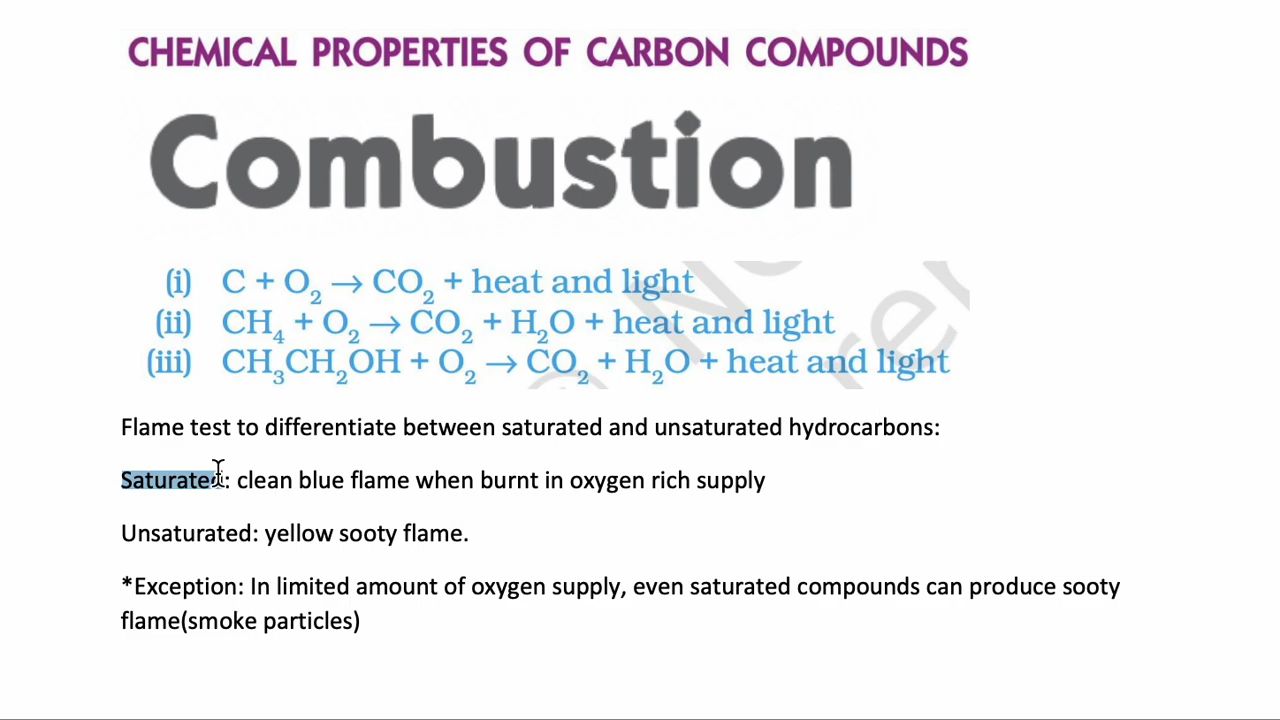 CHEMICAL PROPERTIES OF CARBON COMPOUNDS
Combustion
(i) C + O₂ → CO₂ + heat and light
(ii) CH₄ + O₂ → CO₂ + H₂O + heat and light
(iii) CH₃CH₂OH + O₂ → CO₂ + H₂O + heat and light
Flame test to differentiate between saturated and unsaturated hydrocarbons:
Saturated: clean blue flame when burnt in oxygen rich supply
Unsaturated: yellow sooty flame.
*Exception: In limited amount of oxygen supply, even saturated compounds can produce sooty
flame(smoke particles)